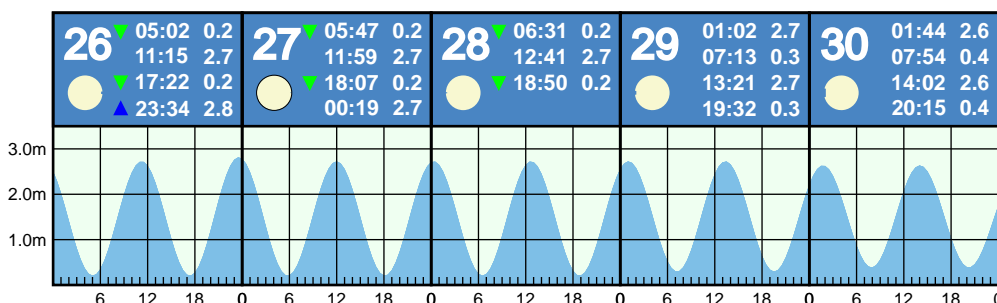 26 ▼ 05:02 0.2
11:15 2.7
▼ 17:22 0.2
▲ 23:34 2.8
27 ▼ 05:47 0.2
11:59 2.7
▼ 18:07 0.2
00:19 2.7
28 ▼ 06:31 0.2
12:41 2.7
▼ 18:50 0.2
29 01:02 2.7
07:13 0.3
13:21 2.7
19:32 0.3
30 01:44 2.6
07:54 0.4
14:02 2.6
20:15 0.4
3.0m
2.0m
1.0m
6 12 18 0 6 12 18 0 6 12 18 0 6 12 18 0 6 12 18